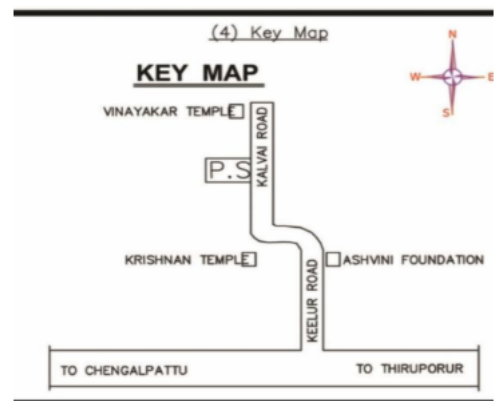 (4) Key Map
KEY MAP
N
W E
S
VINAYAKAR TEMPLE
KALVAI ROAD
P.S
KRISHNAN TEMPLE
ASHVINI FOUNDATION
KEELUR ROAD
TO CHENGALPATTU
TO THIRUPORUR